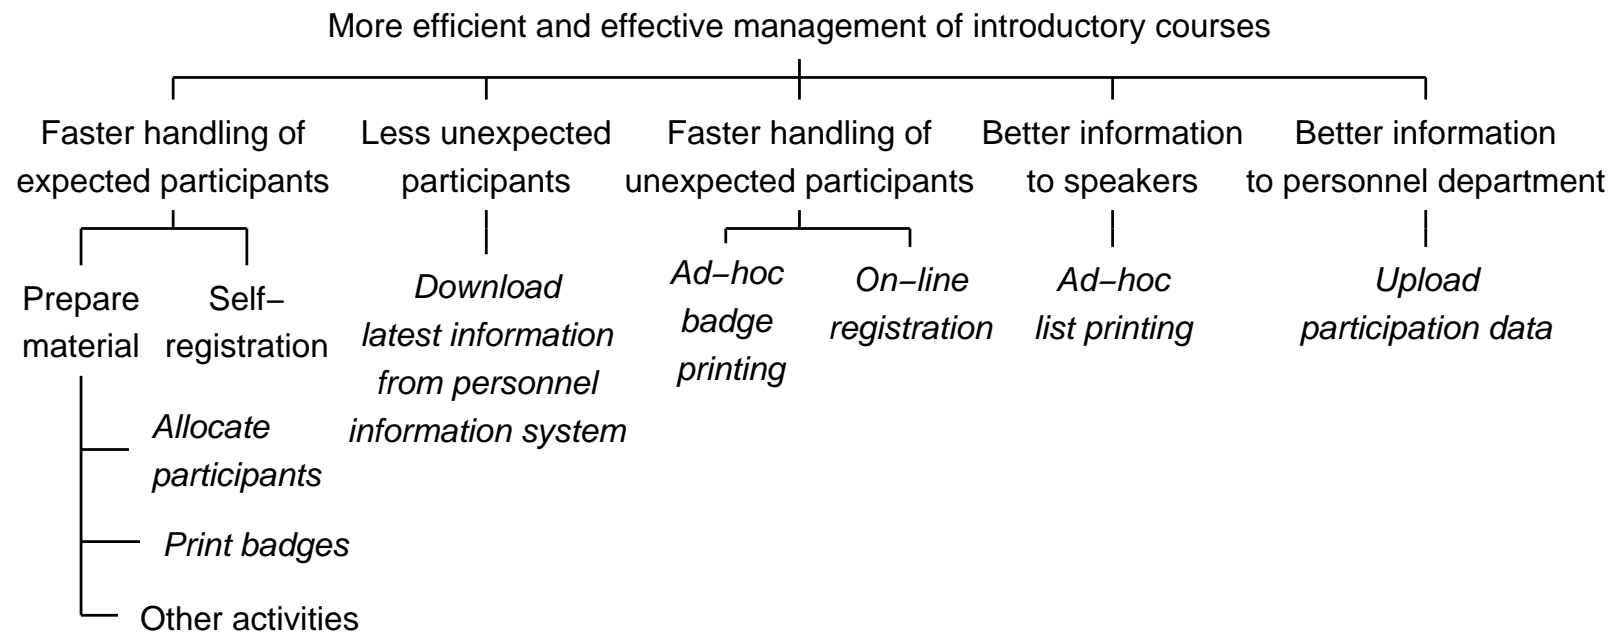 More efficient and effective management of introductory courses
Faster handling of
expected participants
Less unexpected
participants
Faster handling of
unexpected participants
Better information
to speakers
Better information
to personnel department
Prepare
material
Self−
registration
Download
latest information
from personnel
information system
Ad−hoc
badge
printing
On−line
registration
Ad−hoc
list printing
Upload
participation data
Allocate
participants
Print badges
Other activities